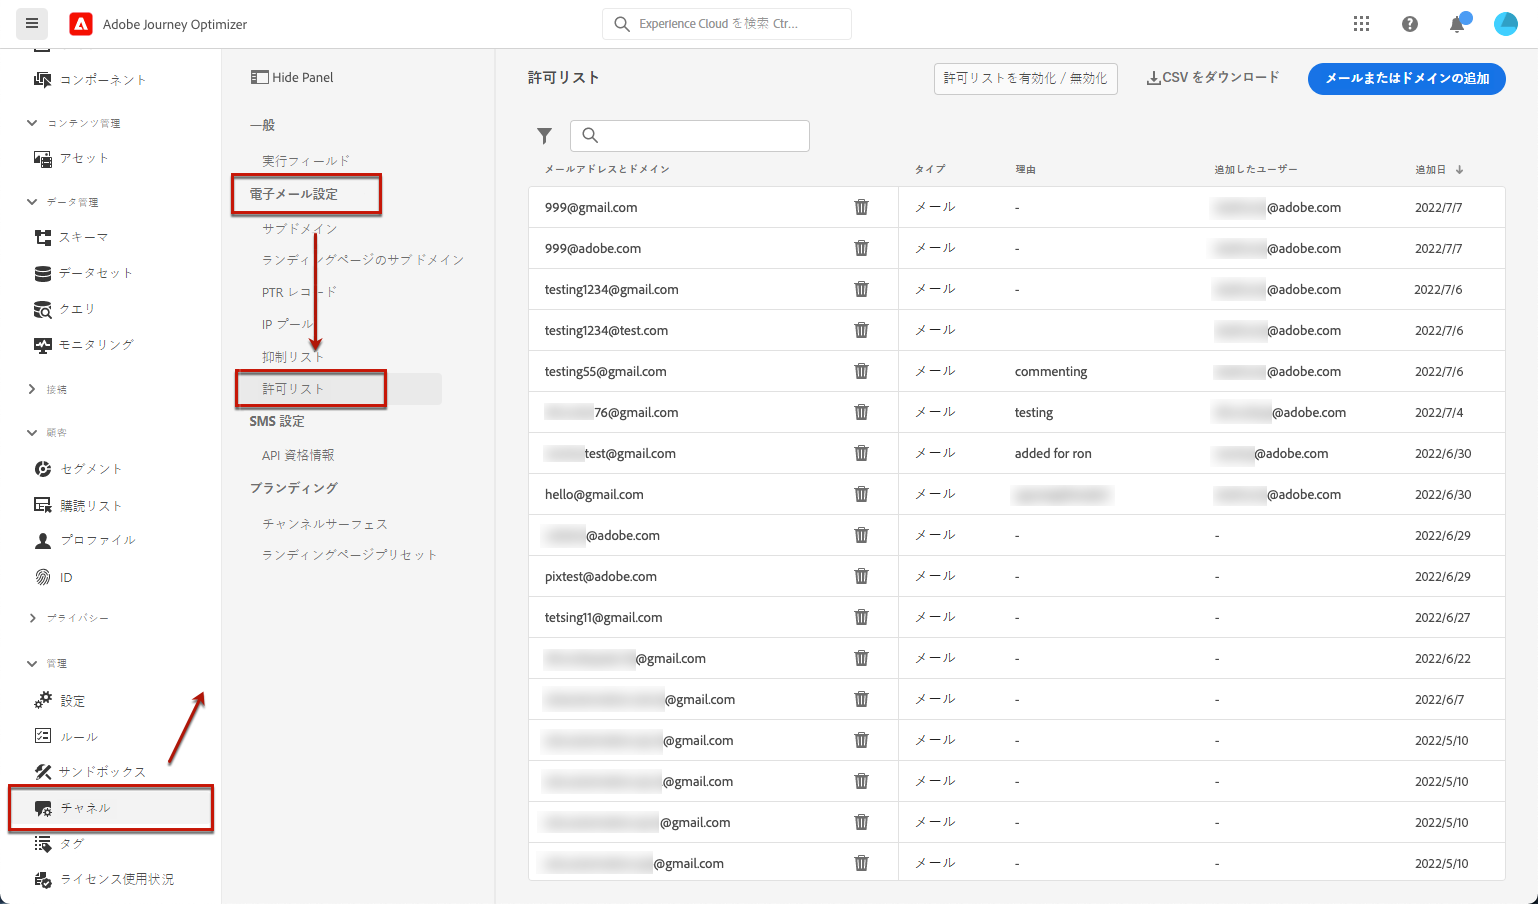 Adobe Journey Optimizer
Experience Cloud を検索 Ctr...
コンポーネント
コンテンツ管理
アセット
データ管理
スキーマ
データセット
クエリ
モニタリング
接続
顧客
セグメント
購読リスト
プロファイル
ID
プライバシー
管理
設定
ルール
サンドボックス
チャネル
タグ
ライセンス使用状況
Hide Panel
一般
実行フィールド
電子メール設定
サブドメイン
ランディングページのサブドメイン
PTR レコード
IP プール
抑制リスト
許可リスト
SMS 設定
API 資格情報
ブランディング
チャンネルサーフェス
ランディングページプリセット
許可リスト
許可リストを有効化 / 無効化
CSV をダウンロード
メールまたはドメインの追加
メールアドレスとドメイン タイプ 理由 追加したユーザー 追加日
999@gmail.com メール - @adobe.com 2022/7/7
999@adobe.com メール - @adobe.com 2022/7/7
testing1234@gmail.com メール - @adobe.com 2022/7/6
testing1234@test.com メール - @adobe.com 2022/7/6
testing55@gmail.com メール commenting @adobe.com 2022/7/6
76@gmail.com メール testing @adobe.com 2022/7/4
test@gmail.com メール added for ron @adobe.com 2022/6/30
hello@gmail.com メール @adobe.com 2022/6/30
@adobe.com メール - - 2022/6/29
pixtest@adobe.com メール - - 2022/6/29
tetsing11@gmail.com メール - - 2022/6/27
@gmail.com メール - - 2022/6/22
@gmail.com メール - - 2022/6/7
@gmail.com メール - - 2022/5/10
@gmail.com メール - - 2022/5/10
@gmail.com メール - - 2022/5/10
@gmail.com メール - - 2022/5/10